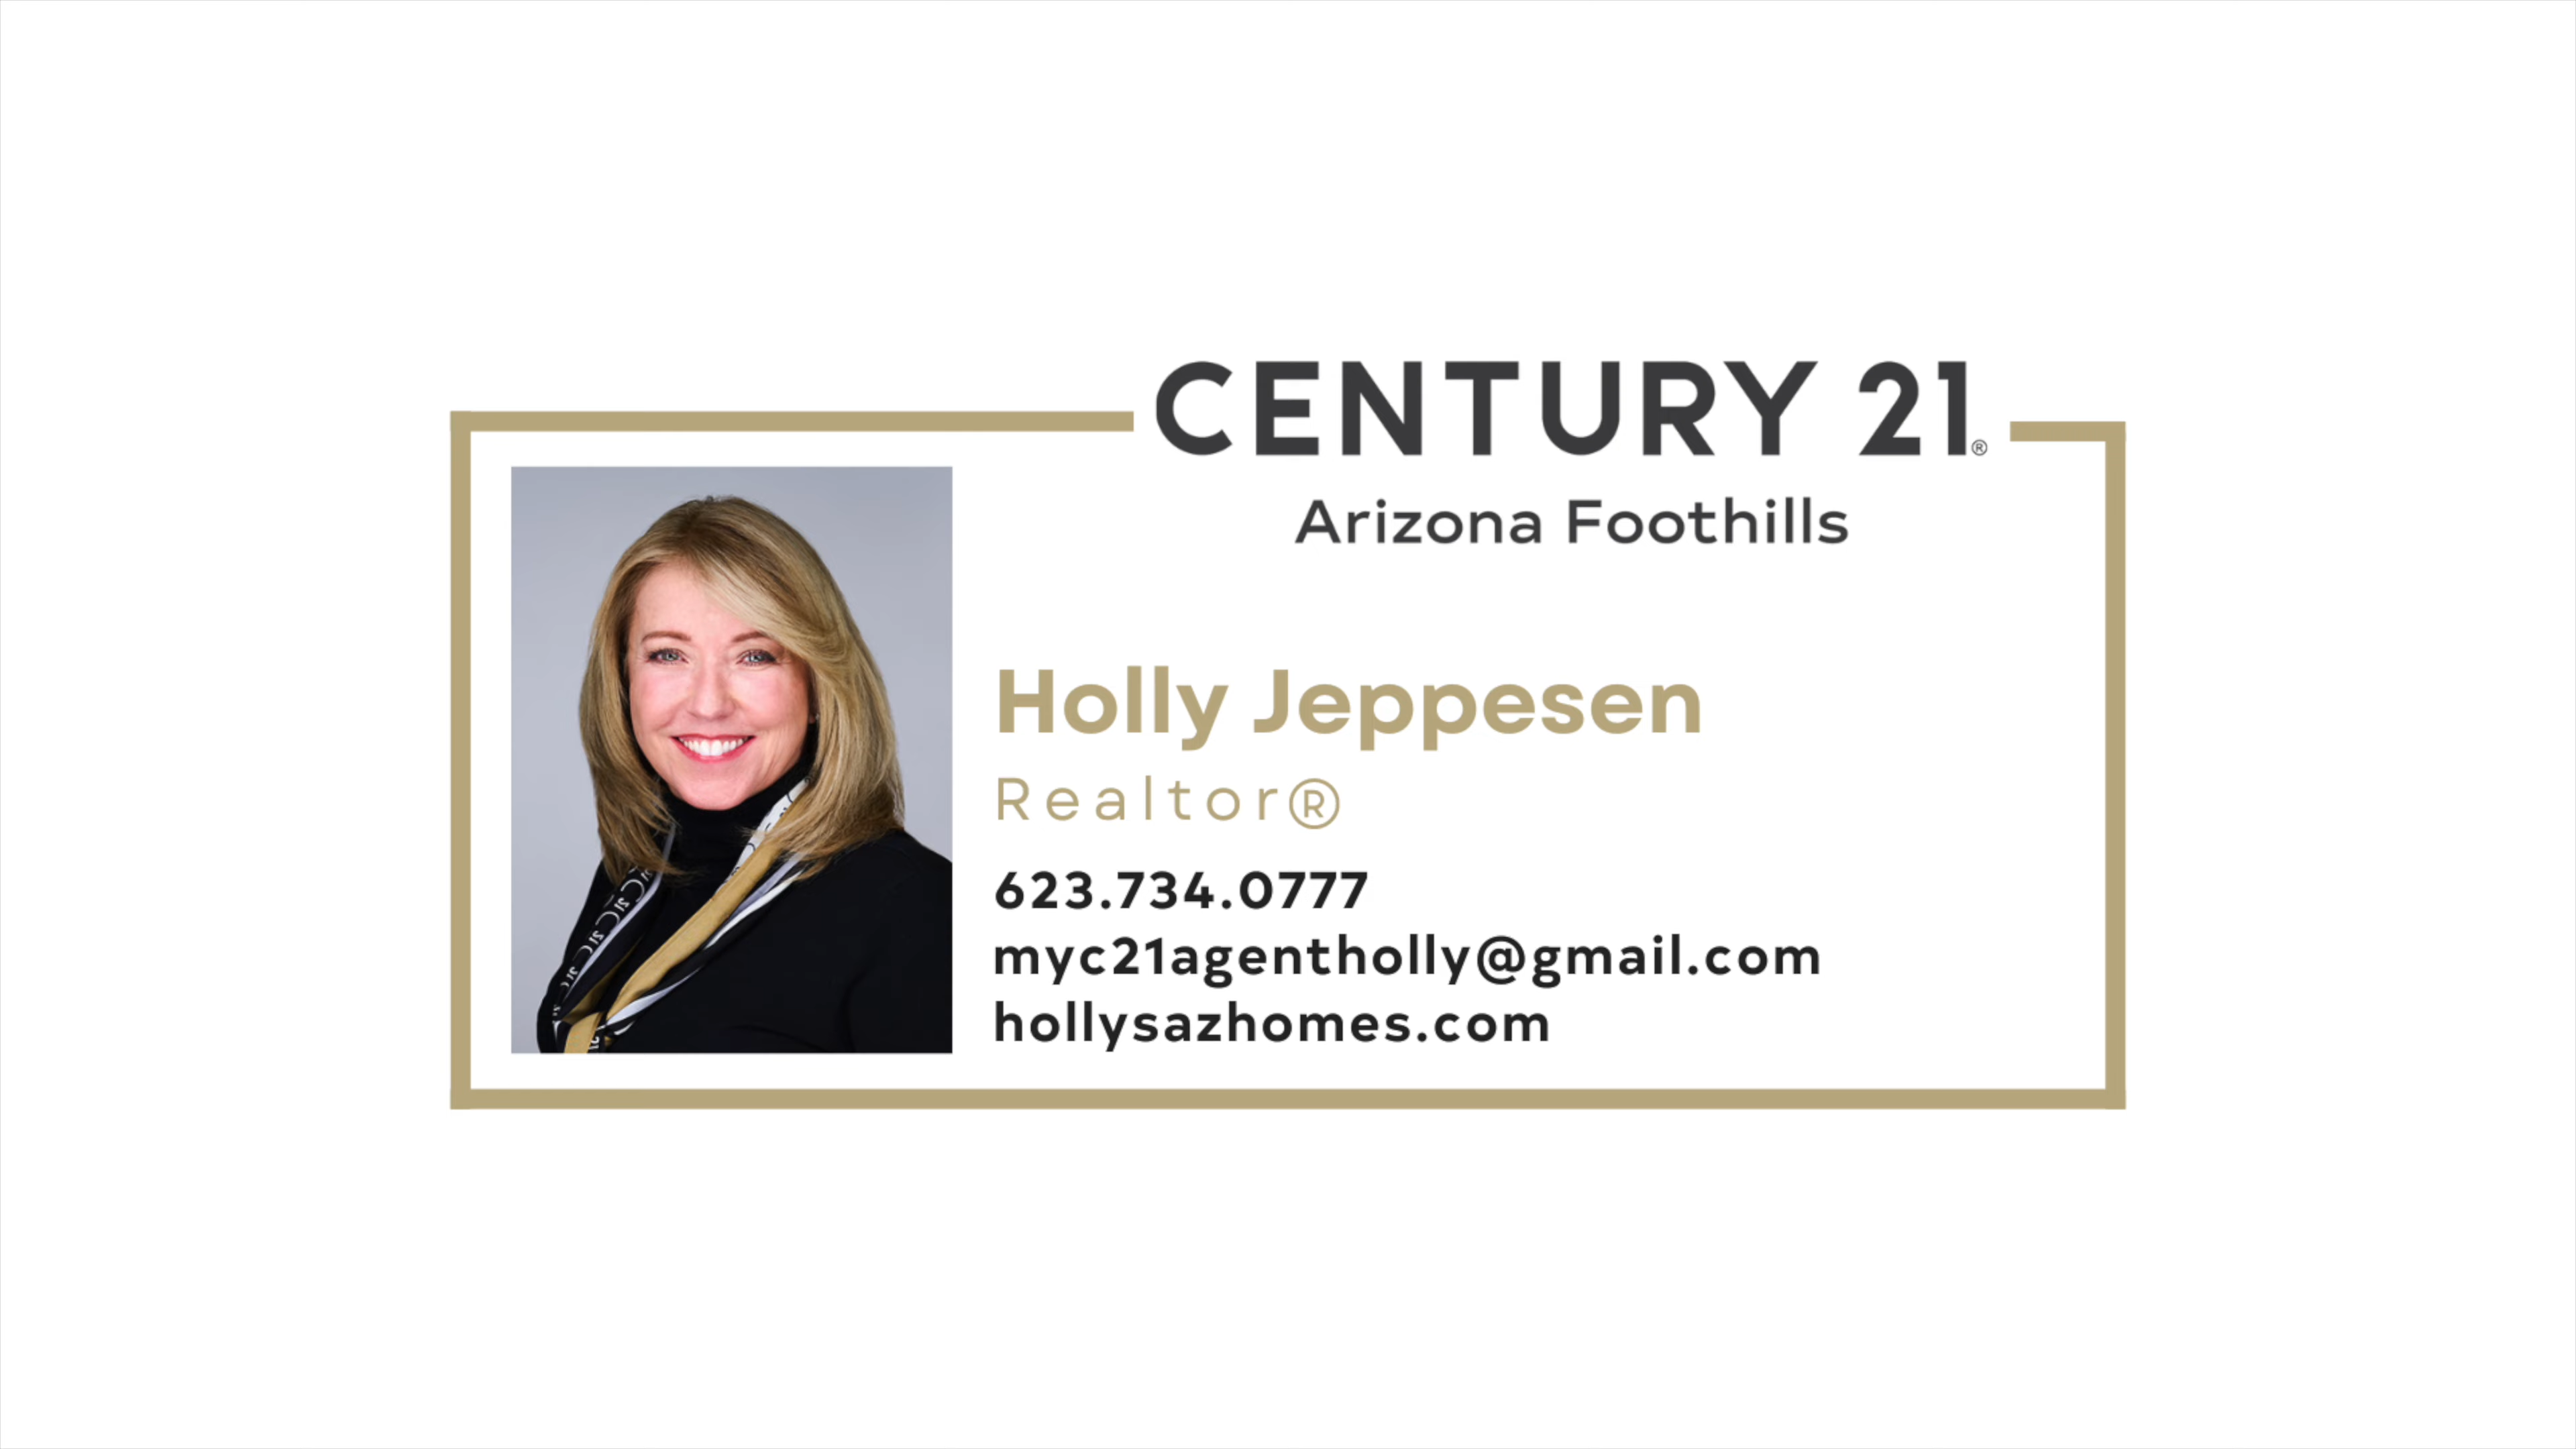 CENTURY 21®
Arizona Foothills
Holly Jeppesen
Realtor®
623.734.0777
myc21agentholly@gmail.com
hollysazhomes.com